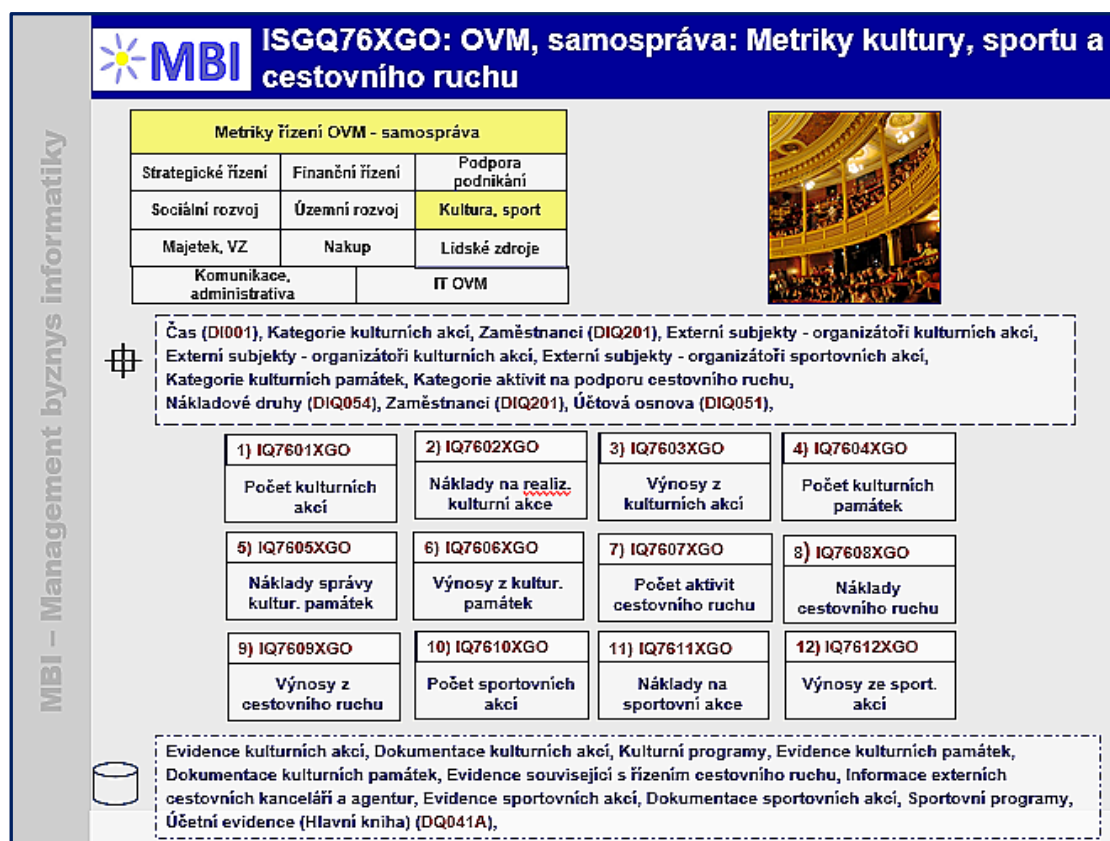 MBI – Management byznys informatiky
MBI
ISGQ76XGO: OVM, samospráva: Metriky kultury, sportu a
cestovního ruchu
Metriky řízení OVM - samospráva
Strategické řízení
Finanční řízení
Podpora
podnikání
Sociální rozvoj
Územní rozvoj
Kultura, sport
Majetek, VZ
Nakup
Lidské zdroje
Komunikace,
administrativa
IT OVM
Čas (DI001), Kategorie kulturních akcí, Zaměstnanci (DIQ201), Externí subjekty - organizátoři kulturních akcí,
Externí subjekty - organizátoři kulturních akcí, Externí subjekty - organizátoři sportovních akcí,
Kategorie kulturních památek, Kategorie aktivit na podporu cestovního ruchu,
Nákladové druhy (DIQ054), Zaměstnanci (DIQ201), Účtová osnova (DIQ051),
1) IQ7601XGO
Počet kulturních
akcí
2) IQ7602XGO
Náklady na realiz.
kulturní akce
3) IQ7603XGO
Výnosy z
kulturních akcí
4) IQ7604XGO
Počet kulturních
památek
5) IQ7605XGO
Náklady správy
kultur. památek
6) IQ7606XGO
Výnosy z kultur.
památek
7) IQ7607XGO
Počet aktivit
cestovního ruchu
8) IQ7608XGO
Náklady
cestovního ruchu
9) IQ7609XGO
Výnosy z
cestovního ruchu
10) IQ7610XGO
Počet sportovních
akcí
11) IQ7611XGO
Náklady na
sportovní akce
12) IQ7612XGO
Výnosy ze sport.
akcí
Evidence kulturních akcí, Dokumentace kulturních akcí, Kulturní programy, Evidence kulturních památek,
Dokumentace kulturních památek, Evidence související s řízením cestovního ruchu, Informace externích
cestovních kanceláří a agentur, Evidence sportovních akcí, Dokumentace sportovních akcí, Sportovní programy,
Účetní evidence (Hlavní kniha) (DQ041A),